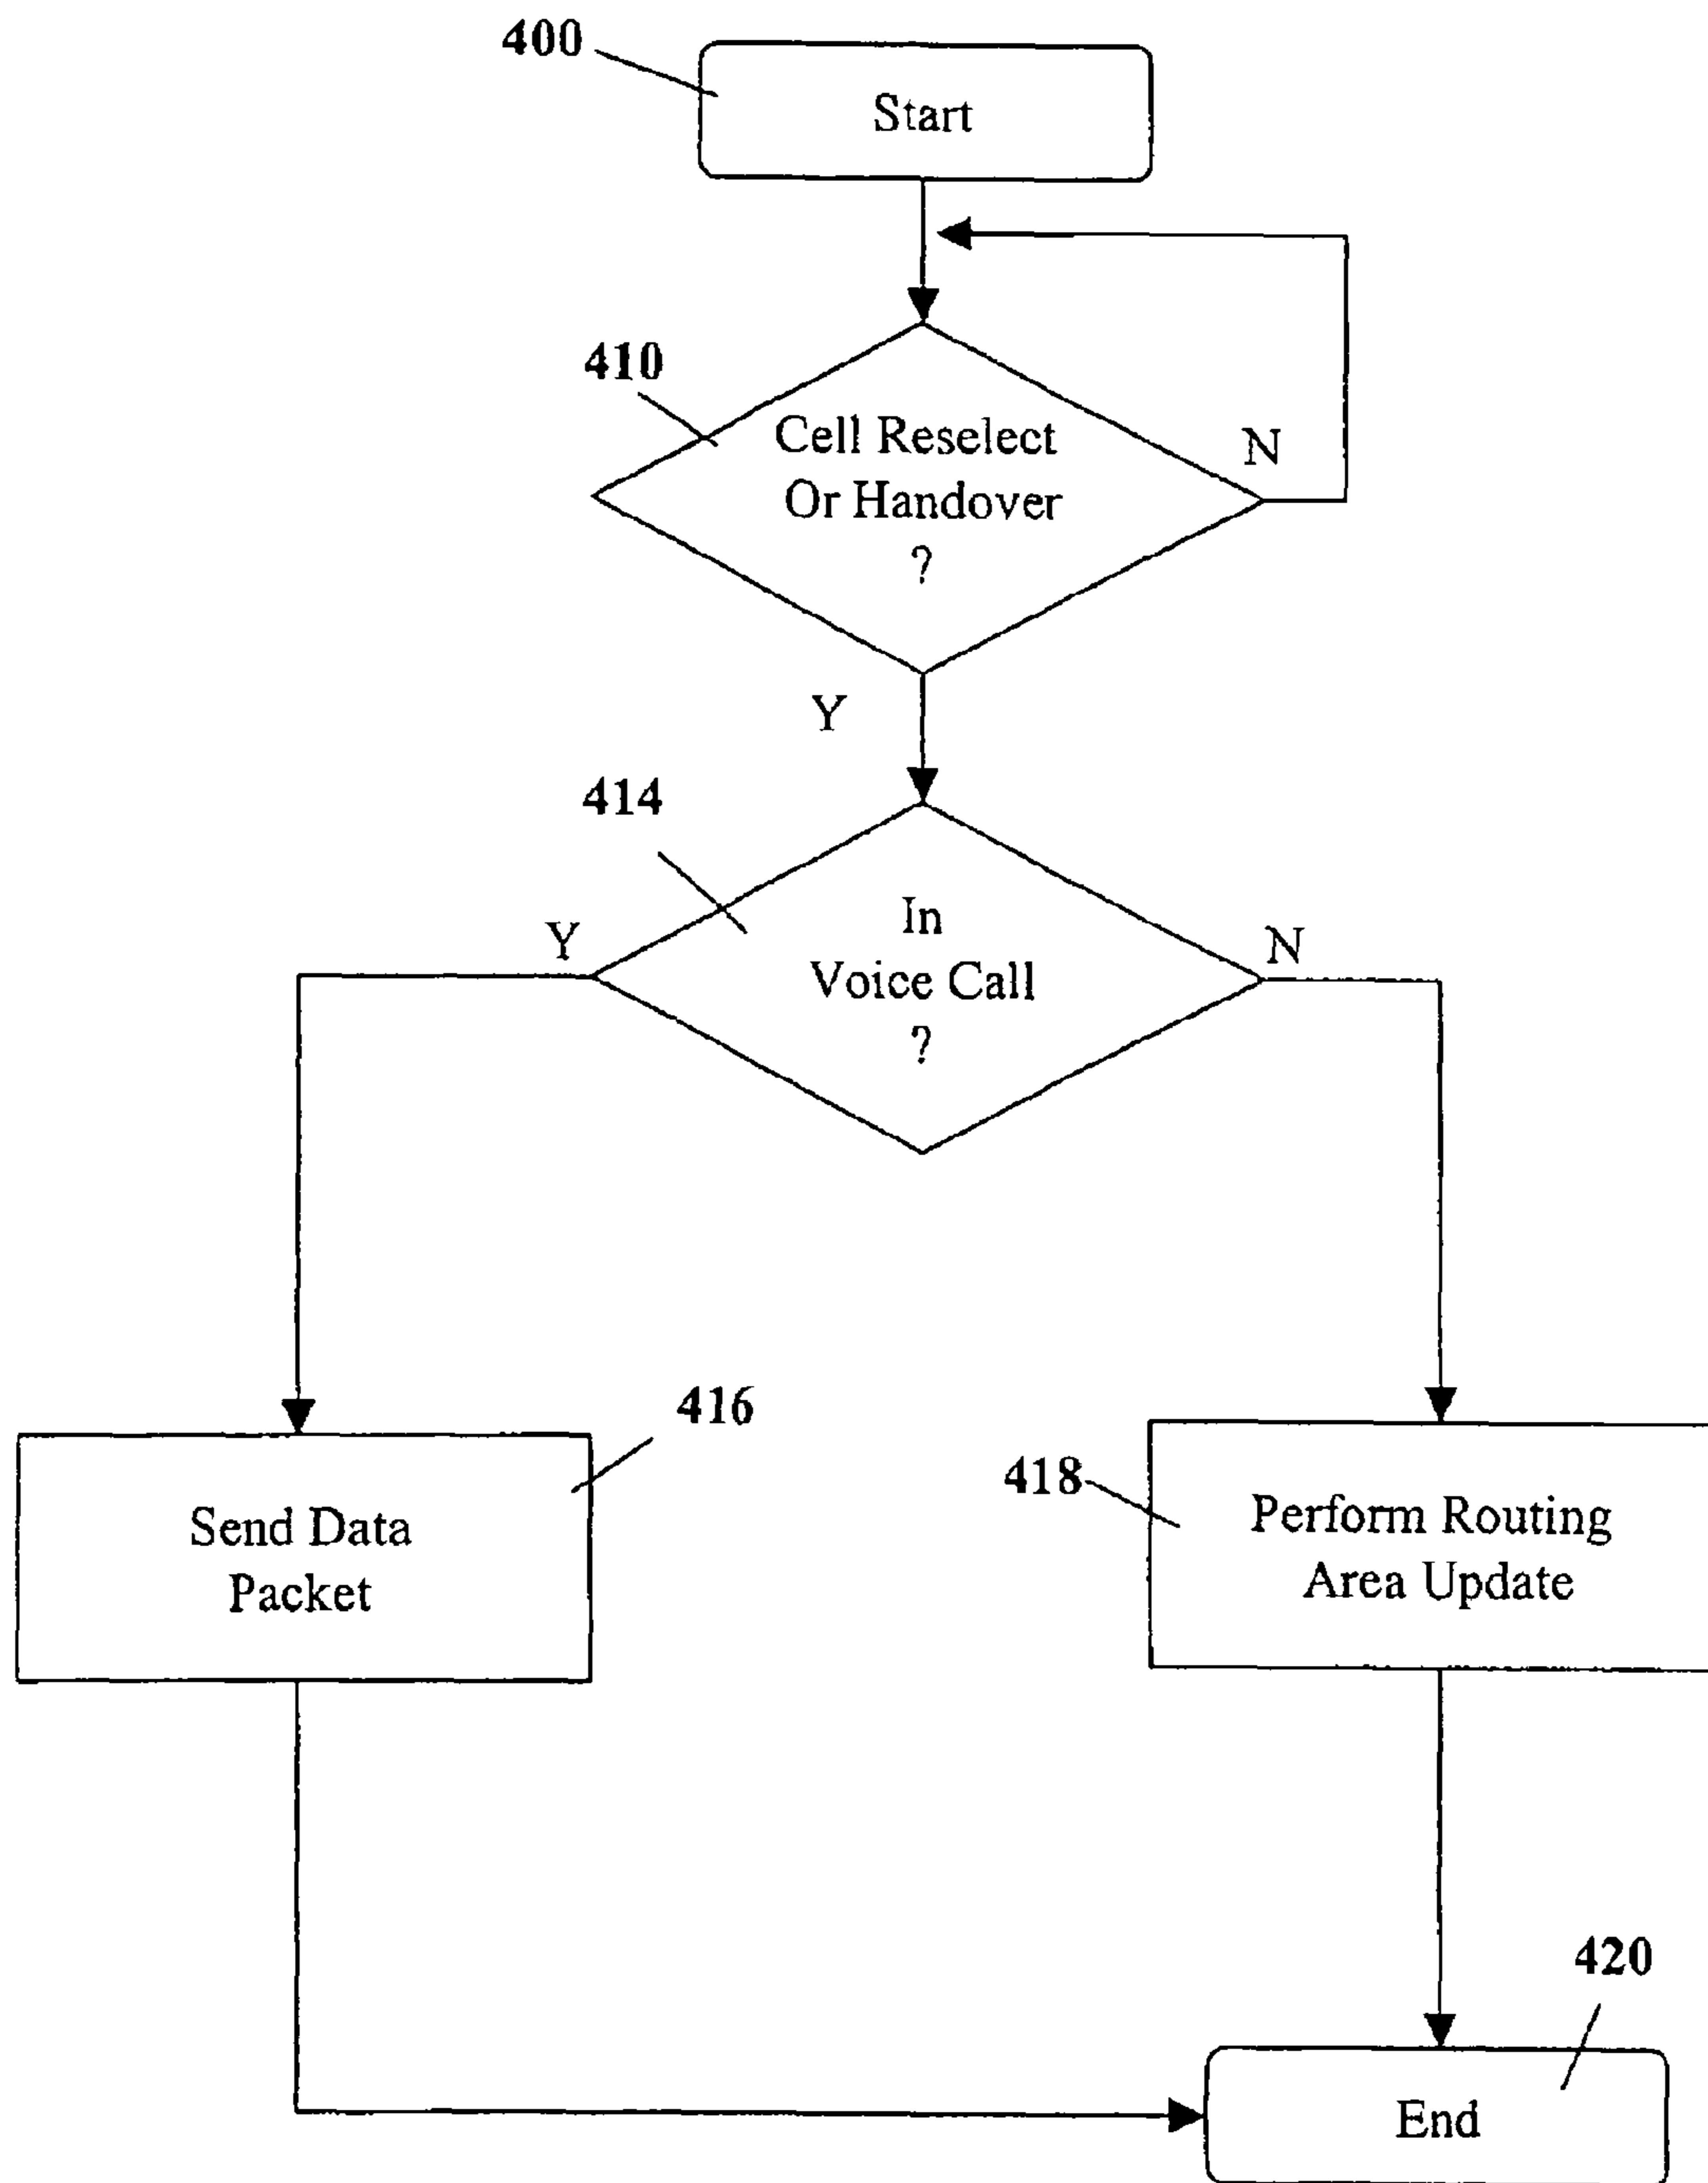 400
Start
410
Cell Reselect
Or Handover
?
N
Y
414
In
Voice Call
?
Y
N
416
Send Data
Packet
418
Perform Routing
Area Update
420
End